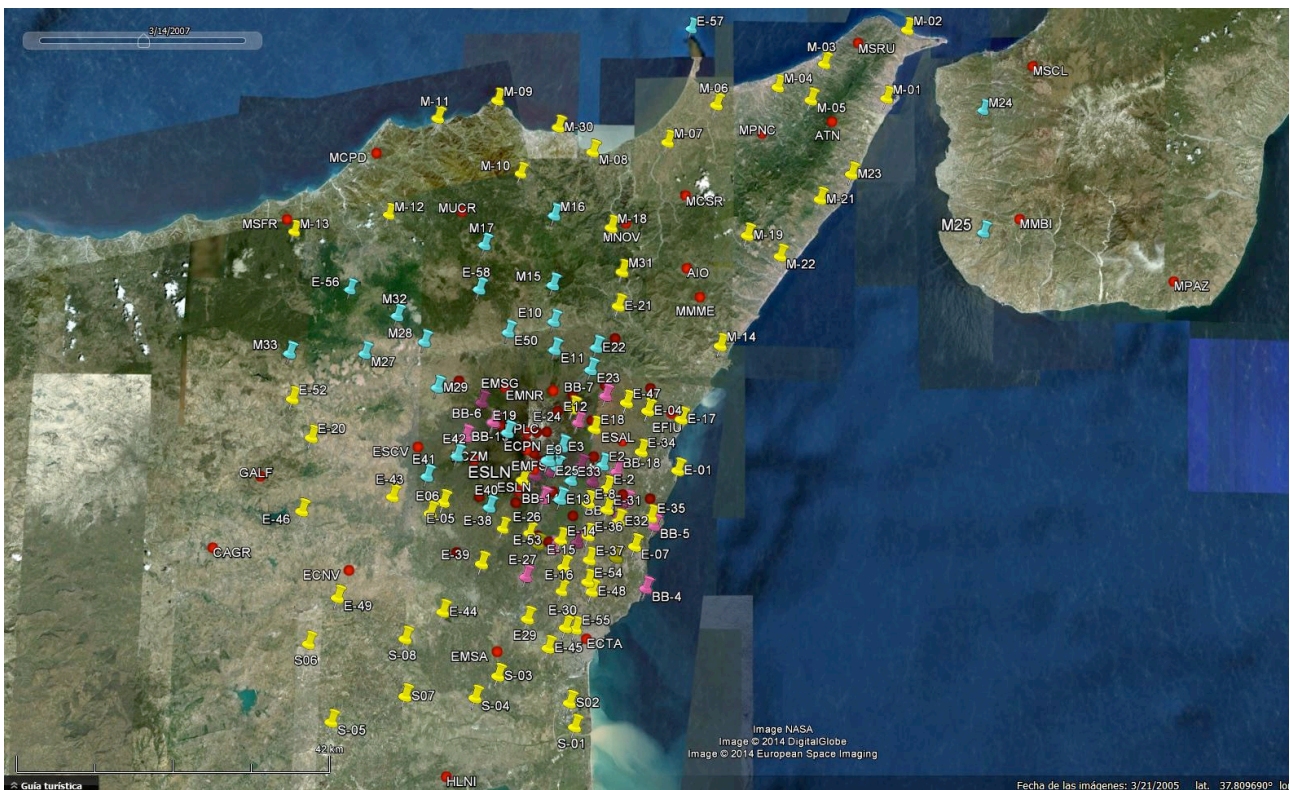 3/14/2007
E-57
M-02
MSRU
M-03
MSCL
M-04
M-09
M-06
M-05
M-01
M24
M-11
M-30
ATN
MPNC
M-07
MCPD
M-08
M-10
M23
MCSR
M-21
M-12
MUCR
M16
M-18
MSFR
M-13
M17
MNOV
M-19
M25
MMBI
M31
M-22
AIO
E-56
E-58
M15
MPAZ
E-21
MMME
M32
E10
M28
E50
M-14
M33
M-27
E11
E22
E23
M29
EMSG
EMNR
BB-7
E-52
E-47
BB-6
E19
E-24
E12
E-04
E-17
EFIU
E-20
E42
E18
ESAL
ECPN
E9
E3
E-34
ESCV
E41
E2
BB-18
E-01
GALF
ESLN
E25
E33
E-2
E-43
E06
E40
ESLN
BB-1
E13
E-8
E-31
E-46
E-05
E-38
E-26
E-35
E32
E-36
BB-5
E-53
E-14
CAGR
E-39
E-15
E-37
E-07
E-27
E-16
E-54
ECNV
E-48
BB-4
E-49
E-44
E-30
E-55
E29
S06
S-08
EMSA
E-45
ECTA
S-03
S07
S-04
S02
S-05
S-01
42 km
Image NASA
Image © 2014 DigitalGlobe
Image © 2014 European Space Imaging
HLNI
Guía turística
Fecha de las imágenes: 3/21/2005 lat. 37.809690° lo